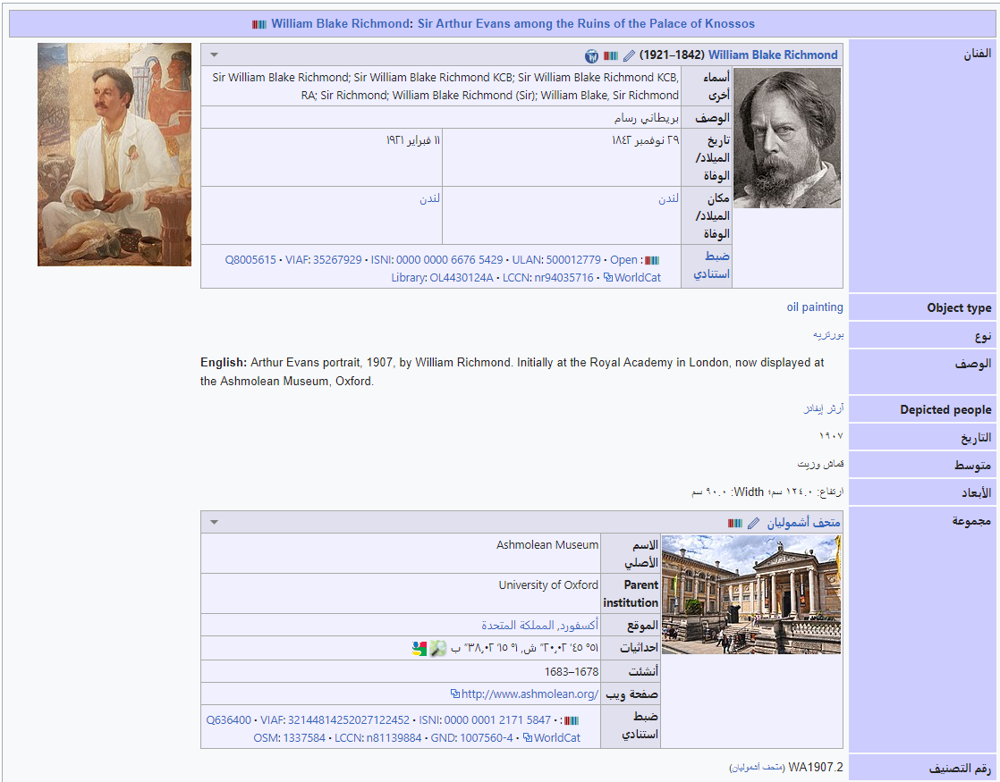 William Blake Richmond: Sir Arthur Evans among the Ruins of the Palace of Knossos
الفنان
William Blake Richmond (1842–1921)
أسماء أخرى
Sir William Blake Richmond; Sir William Blake Richmond KCB; Sir William Blake Richmond KCB,
RA; Sir Richmond; William Blake Richmond (Sir); William Blake, Sir Richmond
الوصف
بريطاني رسام
تاريخ الميلاد/الوفاة
٢٩ نوفمبر ١٨٤٢
١١ فبراير ١٩٢١
مكان الميلاد/الوفاة
لندن
لندن
ضبط استنادي
: Q8005615 • VIAF: 35267929 • ISNI: 0000 0000 6676 5429 • ULAN: 500012779 • Open
Library: OL4430124A • LCCN: nr94035716 • WorldCat
Object type
oil painting
نوع
بورتريه
الوصف
English: Arthur Evans portrait, 1907, by William Richmond. Initially at the Royal Academy in London, now displayed at
the Ashmolean Museum, Oxford.
Depicted people
آرثر إيفانز
التاريخ
١٩٠٧
متوسط
قماش وزيت
الأبعاد
ارتفاع: ١٢٤.٠ سم؛ Width: ٩٠.٠ سم
مجموعة
متحف أشموليان
الاسم الأصلي
Ashmolean Museum
Parent institution
University of Oxford
الموقع
أكسفورد, المملكة المتحدة
احداثيات
٥١° ٤٥′ ٢٠٫٠٢″ ش, ١° ١٥′ ٣٨٫٠٢″ ب
أنشئت
1678–1683
صفحة ويب
http://www.ashmolean.org/
ضبط استنادي
: Q636400 • VIAF: 32144814252027122452 • ISNI: 0000 0001 2171 5847 •
OSM: 1337584 • LCCN: n81139884 • GND: 1007560-4 • WorldCat
رقم التصنيف
WA1907.2 (متحف أشموليان)